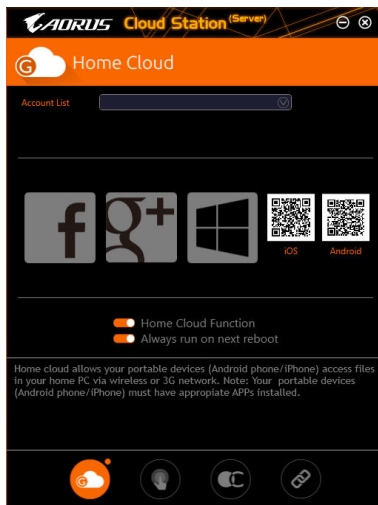 AORUS Cloud Station (Server)
G Home Cloud
Account List
f g+
iOS Android
Home Cloud Function
Always run on next reboot
Home cloud allows your portable devices (Android phone/iPhone) access files
in your home PC via wireless or 3G network. Note: Your portable devices
(Android phone/iPhone) must have appropiate APPs installed.
G